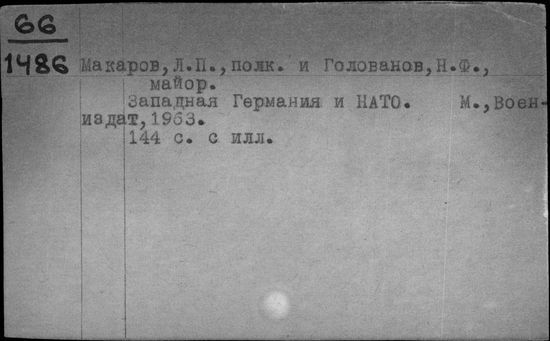 66
1486
Макаров,Л.П.,полк. и Голованов,Н.Ф.,
майор.
Западная Германия и НАТО. М.,Воен-
издат,1963.
144 с. с илл.